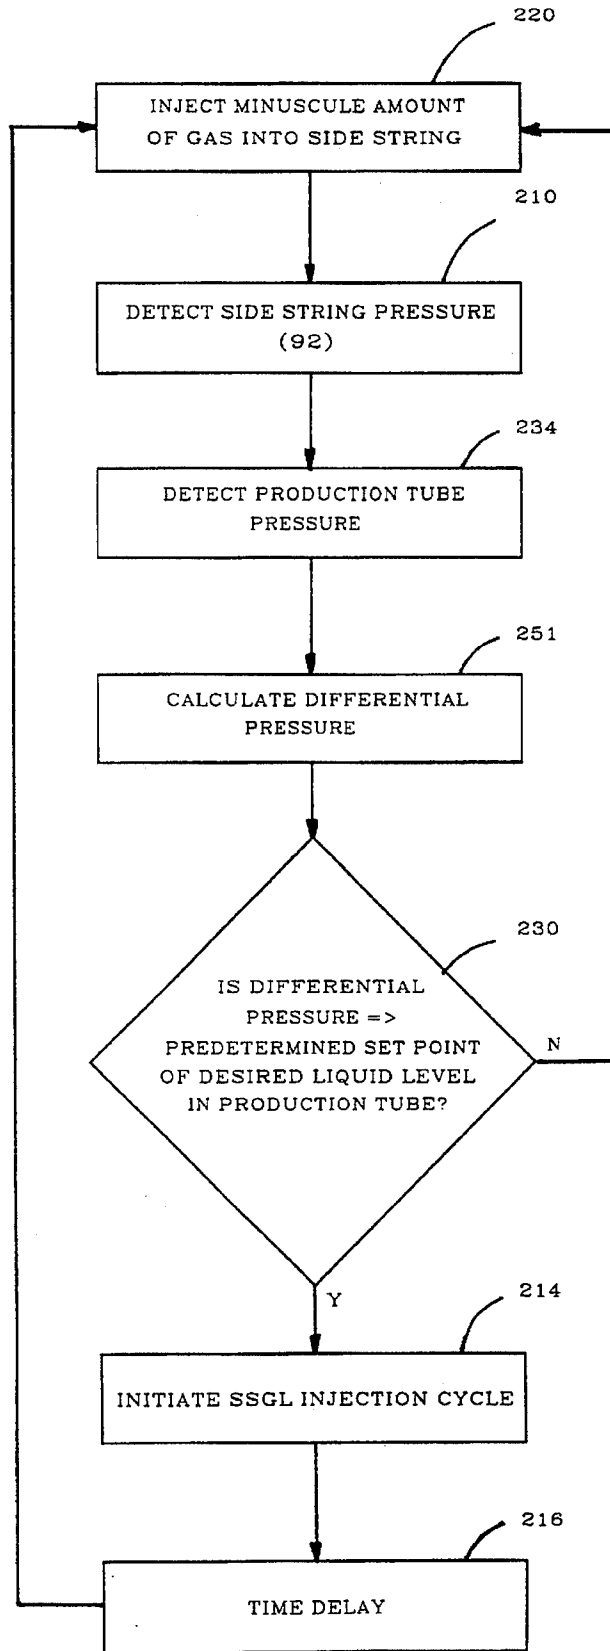 220
INJECT MINUSCULE AMOUNT
OF GAS INTO SIDE STRING
210
DETECT SIDE STRING PRESSURE
(92)
234
DETECT PRODUCTION TUBE
PRESSURE
251
CALCULATE DIFFERENTIAL
PRESSURE
230
IS DIFFERENTIAL
PRESSURE =>
PREDETERMINED SET POINT
OF DESIRED LIQUID LEVEL
IN PRODUCTION TUBE?
N
Y
214
INITIATE SSGL INJECTION CYCLE
216
TIME DELAY